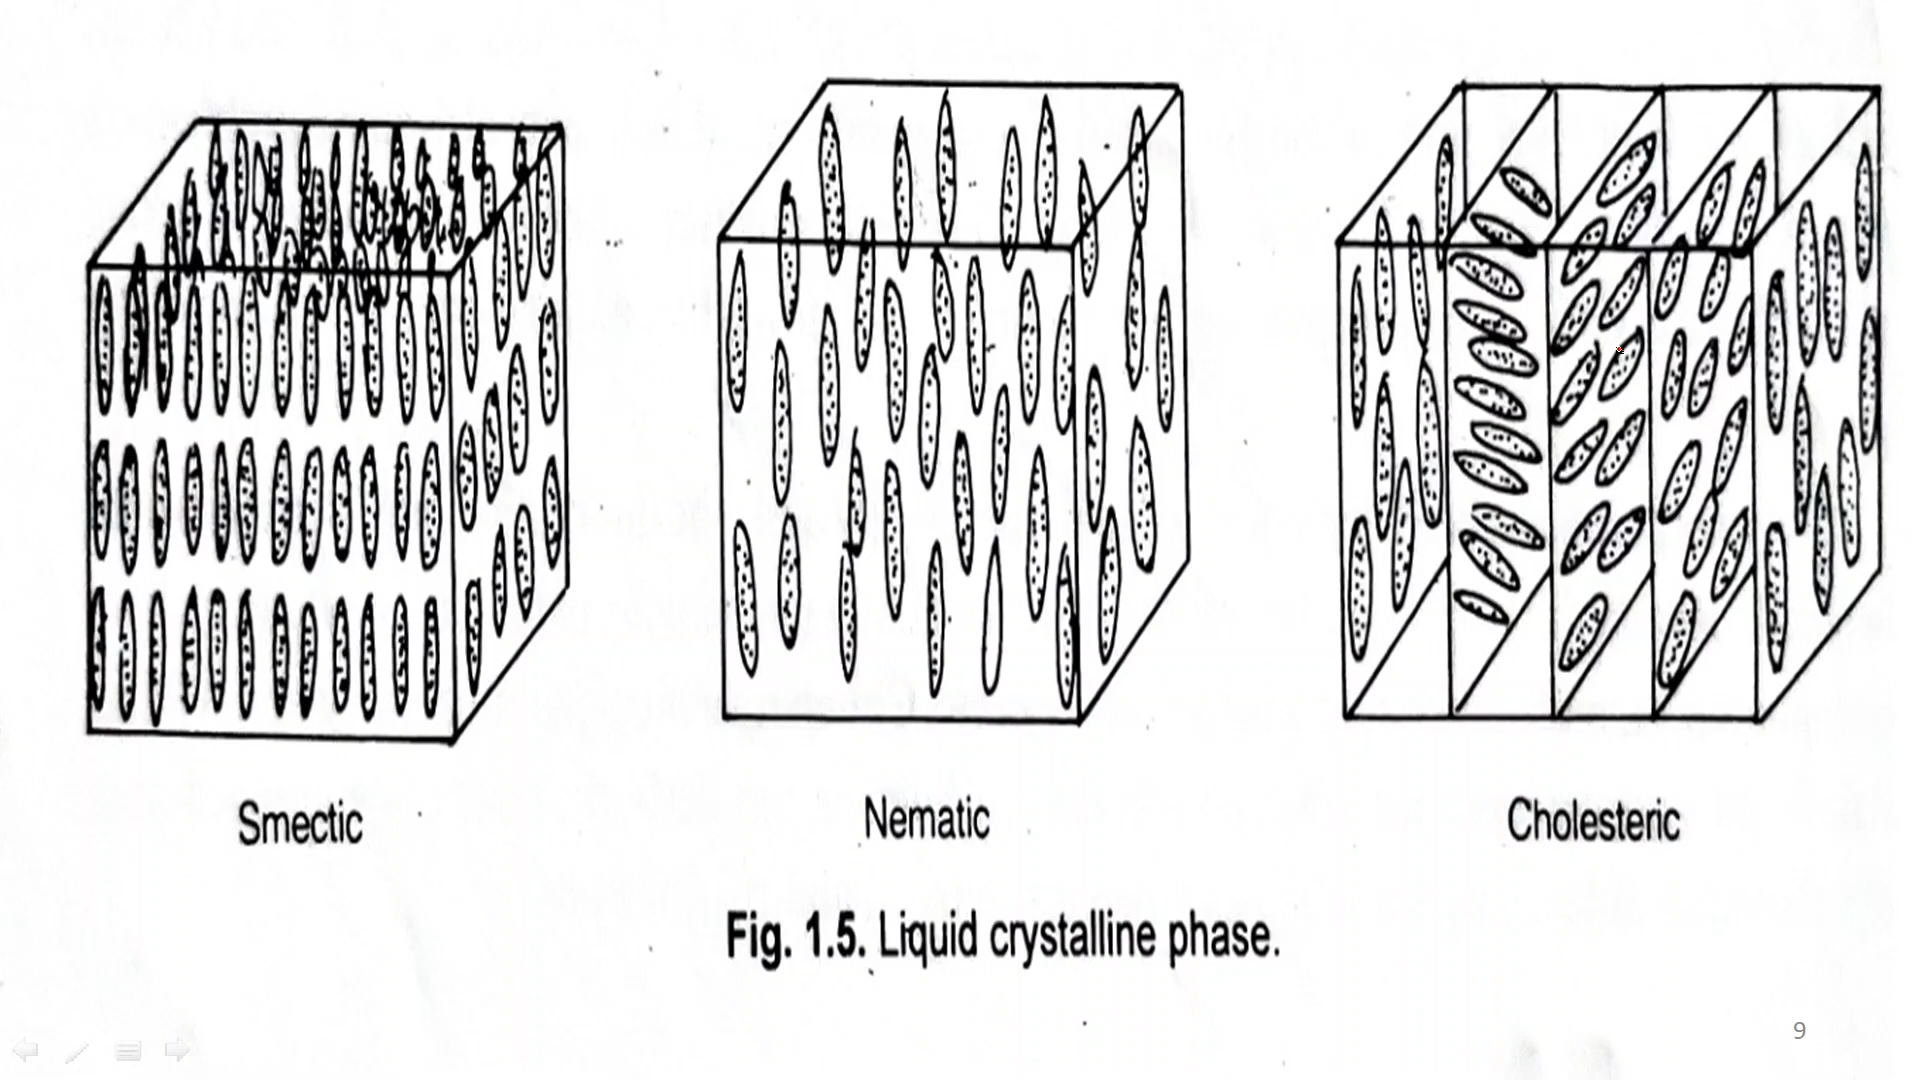 Smectic
Nematic
Cholesteric
Fig. 1.5. Liquid crystalline phase.
9